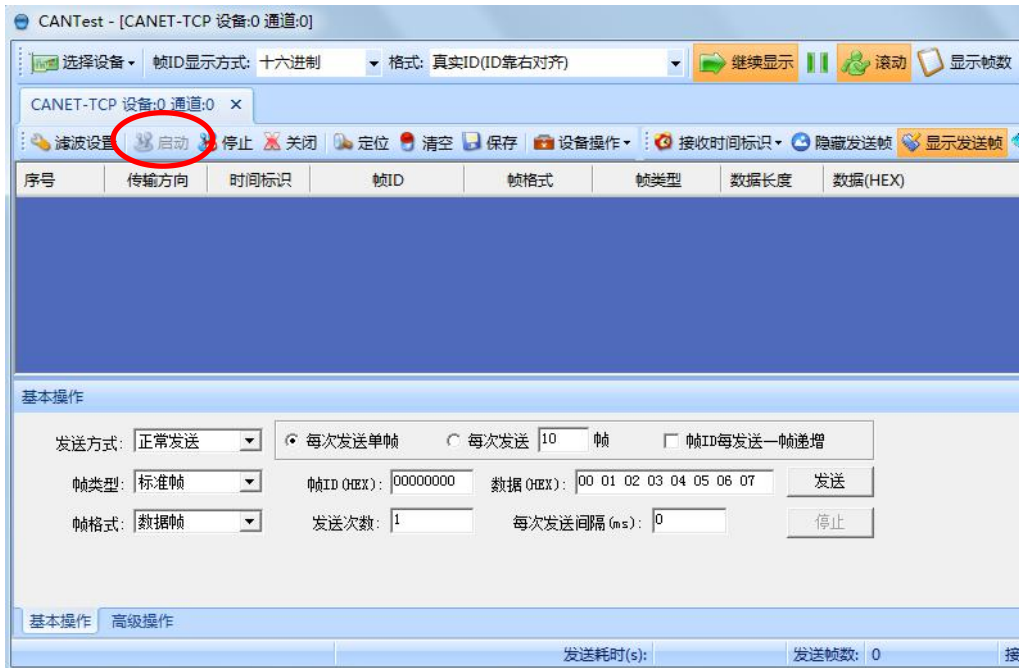 CANTest - [CANET-TCP 设备:0 通道:0]
选择设备 帧ID显示方式: 十六进制 格式: 真实ID(ID靠右对齐) 继续显示 滚动 显示帧数
CANET-TCP 设备:0 通道:0 ×
滤波设置 启动 停止 关闭 定位 清空 保存 设备操作 接收时间标识 隐藏发送帧 显示发送帧
序号 传输方向 时间标识 帧ID 帧格式 帧类型 数据长度 数据(HEX)
基本操作
发送方式: 正常发送 每次发送单帧 每次发送 10 帧 帧ID每发送一帧递增
帧类型: 标准帧 帧ID(HEX): 00000000 数据(HEX): 00 01 02 03 04 05 06 07 发送
帧格式: 数据帧 发送次数: 1 每次发送间隔(ms): 0 停止
基本操作 高级操作
发送耗时(s): 发送帧数: 0 接